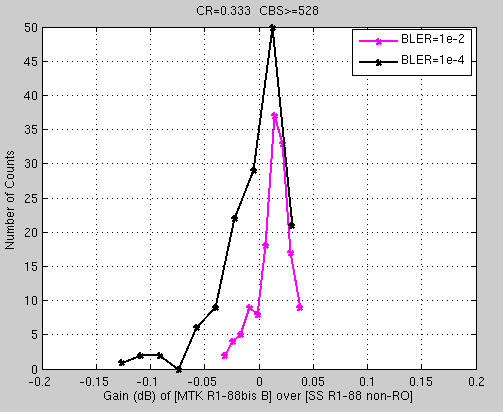 CR=0.333 CBS>=528
BLER=1e-2
BLER=1e-4
Number of Counts
50
45
40
35
30
25
20
15
10
5
0
-0.2 -0.15 -0.1 -0.05 0 0.05 0.1 0.15 0.2
Gain (dB) of [MTK R1-88bis B] over [SS R1-88 non-RO]